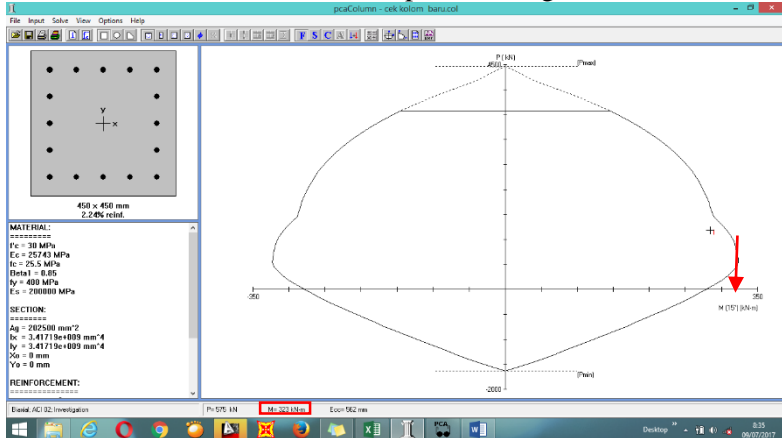 pcaColumn - cek kolom baru.col
File Input Solve View Options Help
F S C A
y
x
450 x 450 mm
2.24% reinf.
MATERIAL:
=========
f'c = 30 MPa
Ec = 25743 MPa
fc = 25.5 MPa
Beta1 = 0.85
fy = 400 MPa
Es = 200000 MPa
SECTION:
========
Ag = 202500 mm^2
Ix = 3.41719e+009 mm^4
Iy = 3.41719e+009 mm^4
Xo = 0 mm
Yo = 0 mm
REINFORCEMENT:
==============
P ( kN)
4500
(Pmax)
1
-350
350
M (15°) (kN-m)
(Pmin)
-2000
Biaxial; ACI 02; Investigation
P= 575 kN
M= 323 kN-m
Ecc= 562 mm
PCA
Desktop
8:35
09/07/2017